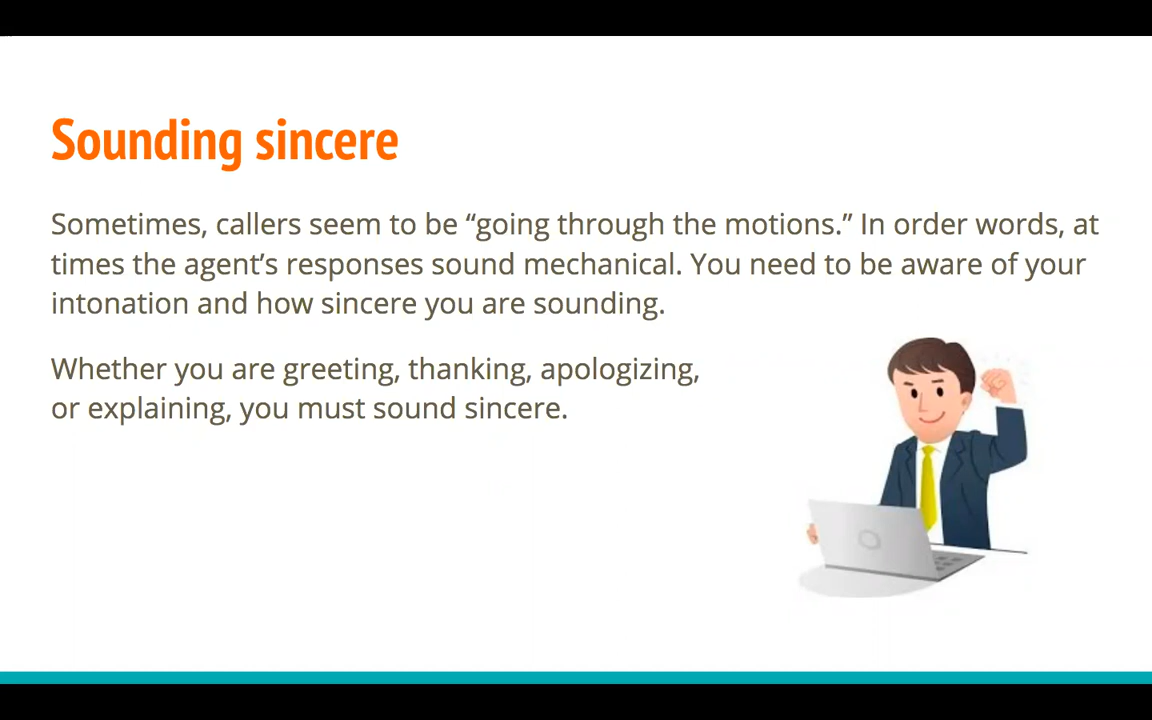 Sounding sincere
Sometimes, callers seem to be “going through the motions.” In order words, at
times the agent’s responses sound mechanical. You need to be aware of your
intonation and how sincere you are sounding.
Whether you are greeting, thanking, apologizing,
or explaining, you must sound sincere.